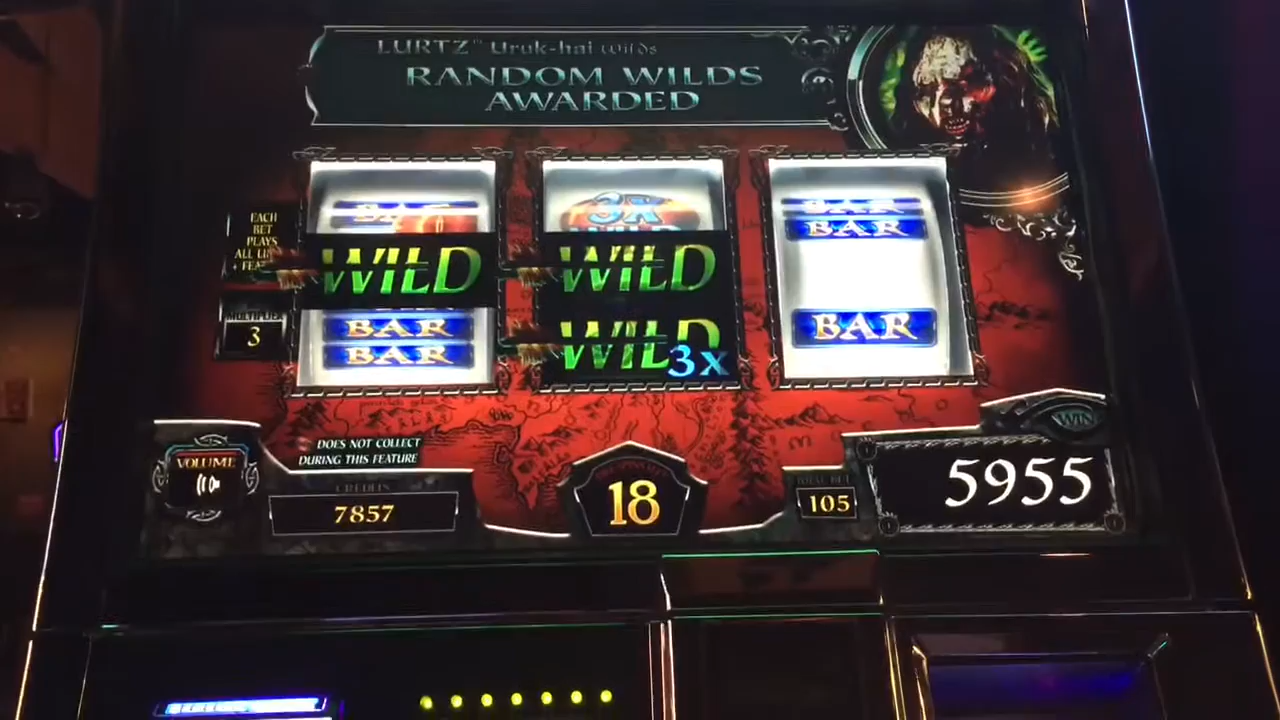 LURTZ™ Uruk-hai Wilds
RANDOM WILDS
AWARDED
EACH
BET
PLAYS
ALL
+
MULTIPLIER
3
BAR
WILD
BAR
BAR
3X
WILD
WILD
WILD
3X
BAR
BAR
BAR
DOES NOT COLLECT
DURING THIS FEATURE
VOLUME
CREDITS
7857
18
TOTAL BET
105
WIN
5955